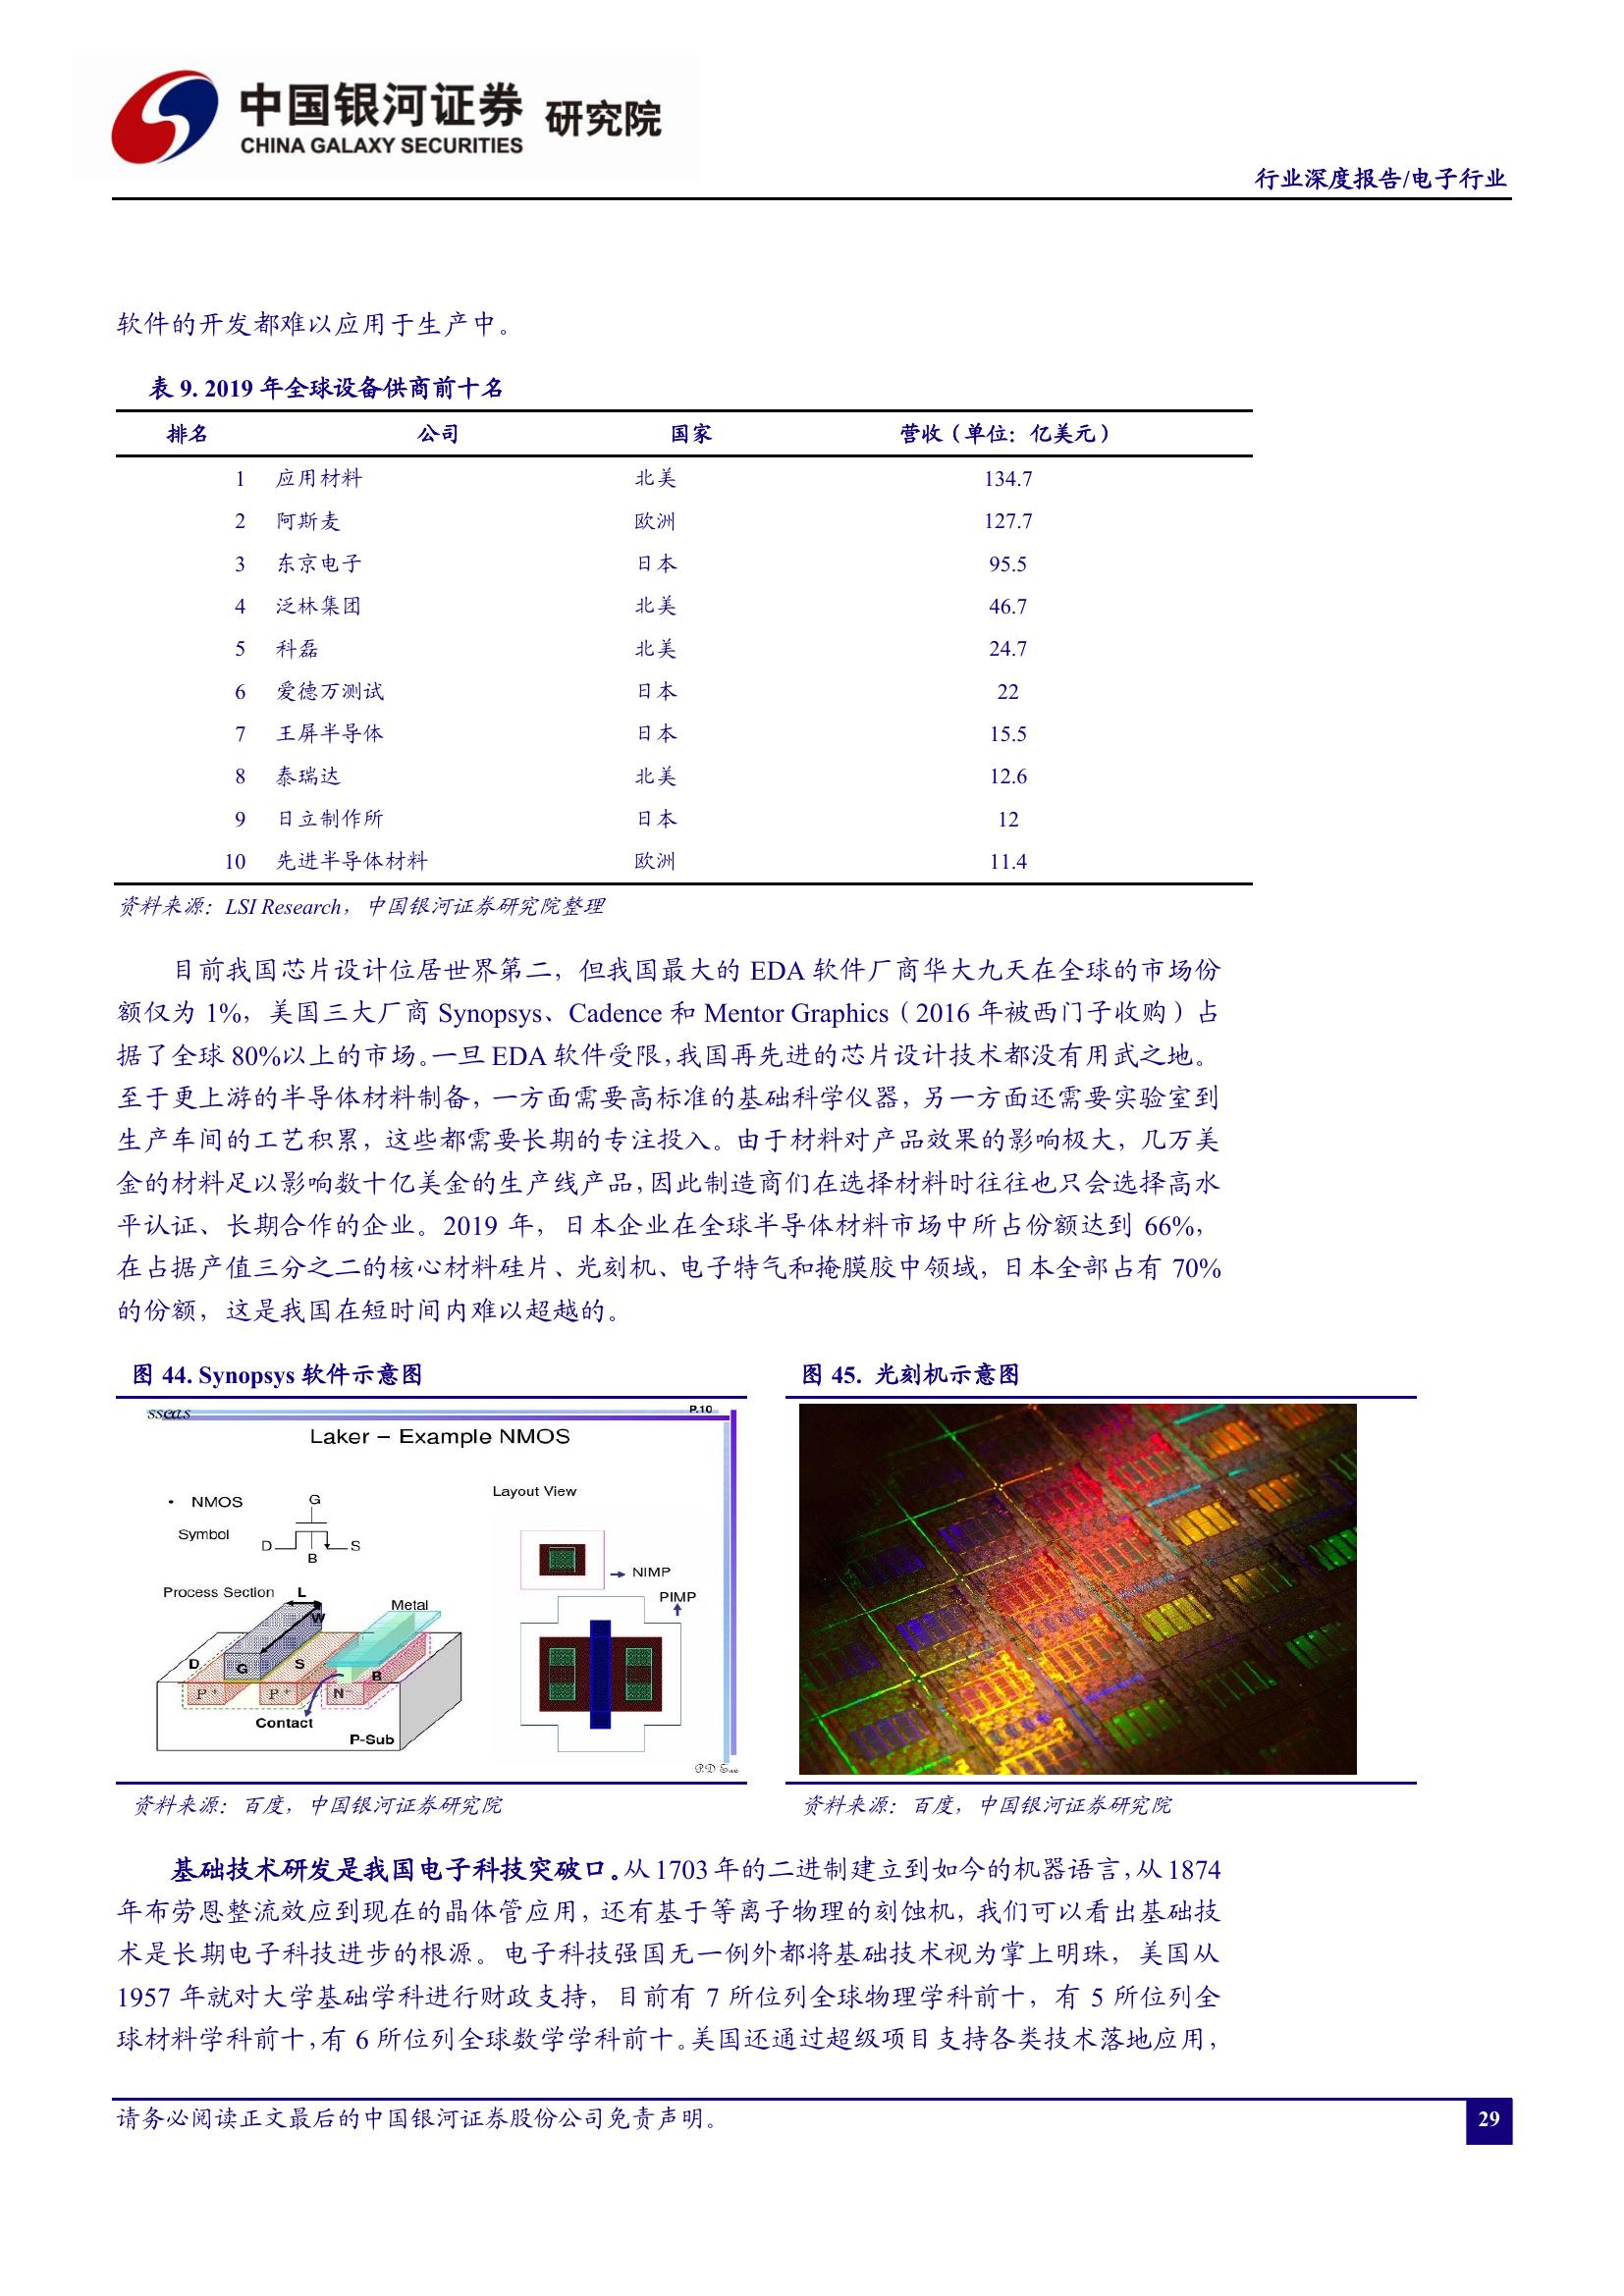 中国银河证券 研究院
CHINA GALAXY SECURITIES
行业深度报告/电子行业
软件的开发都难以应用于生产中。
表 9. 2019 年全球设备供商前十名
排名 公司 国家 营收（单位：亿美元）
1 应用材料 北美 134.7
2 阿斯麦 欧洲 127.7
3 东京电子 日本 95.5
4 泛林集团 北美 46.7
5 科磊 北美 24.7
6 爱德万测试 日本 22
7 王屏半导体 日本 15.5
8 泰瑞达 北美 12.6
9 日立制作所 日本 12
10 先进半导体材料 欧洲 11.4
资料来源：LSI Research，中国银河证券研究院整理
目前我国芯片设计位居世界第二，但我国最大的 EDA 软件厂商华大九天在全球的市场份
额仅为 1%，美国三大厂商 Synopsys、Cadence 和 Mentor Graphics（2016 年被西门子收购）占
据了全球 80%以上的市场。一旦 EDA 软件受限，我国再先进的芯片设计技术都没有用武之地。
至于更上游的半导体材料制备，一方面需要高标准的基础科学仪器，另一方面还需要实验室到
生产车间的工艺积累，这些都需要长期的专注投入。由于材料对产品效果的影响极大，几万美
金的材料足以影响数十亿美金的生产线产品，因此制造商们在选择材料时往往也只会选择高水
平认证、长期合作的企业。2019 年，日本企业在全球半导体材料市场中所占份额达到 66%，
在占据产值三分之二的核心材料硅片、光刻机、电子特气和掩膜胶中领域，日本全部占有 70%
的份额，这是我国在短时间内难以超越的。
图 44. Synopsys 软件示意图
图 45. 光刻机示意图
sseas
P.10
Laker – Example NMOS
• NMOS
Symbol
G
D
S
B
Layout View
NIMP
PIMP
Process Section
L
W
Metal
D
G
S
B
P+
P+
N
Contact
P-Sub
资料来源：百度，中国银河证券研究院
资料来源：百度，中国银河证券研究院
基础技术研发是我国电子科技突破口。从 1703 年的二进制建立到如今的机器语言，从 1874
年布劳恩整流效应到现在的晶体管应用，还有基于等离子物理的刻蚀机，我们可以看出基础技
术是长期电子科技进步的根源。电子科技强国无一例外都将基础技术视为掌上明珠，美国从
1957 年就对大学基础学科进行财政支持，目前有 7 所位列全球物理学科前十，有 5 所位列全
球材料学科前十，有 6 所位列全球数学学科前十。美国还通过超级项目支持各类技术落地应用，
请务必阅读正文最后的中国银河证券股份公司免责声明。
29